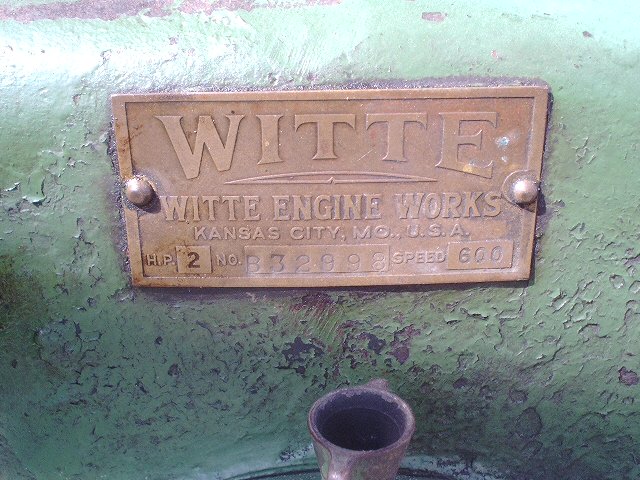 WITTE
WITTE ENGINE WORKS
KANSAS CITY, MO., U.S.A.
H.P. 2 NO. B32998 SPEED 600